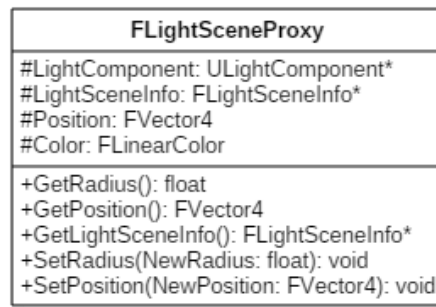 FLightSceneProxy
#LightComponent: ULightComponent*
#LightSceneInfo: FLightSceneInfo*
#Position: FVector4
#Color: FLinearColor
+GetRadius(): float
+GetPosition(): FVector4
+GetLightSceneInfo(): FLightSceneInfo*
+SetRadius(NewRadius: float): void
+SetPosition(NewPosition: FVector4): void